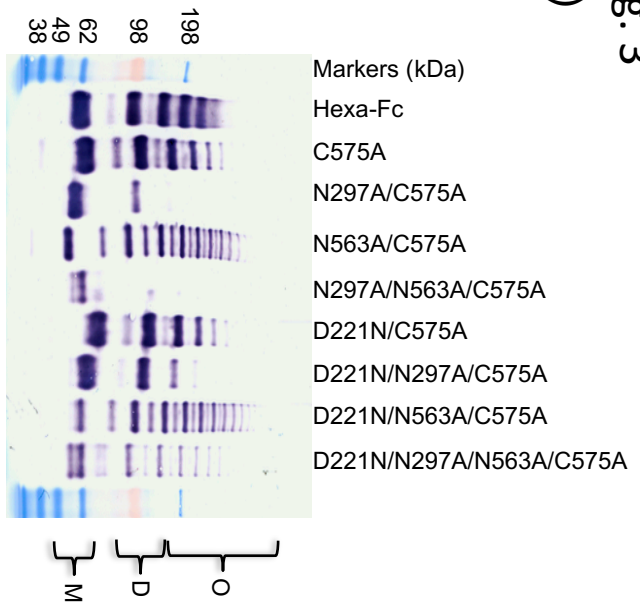 g. 3
38 49 62 98 198
Markers (kDa)
Hexa-Fc
C575A
N297A/C575A
N563A/C575A
N297A/N563A/C575A
D221N/C575A
D221N/N297A/C575A
D221N/N563A/C575A
D221N/N297A/N563A/C575A
M D O